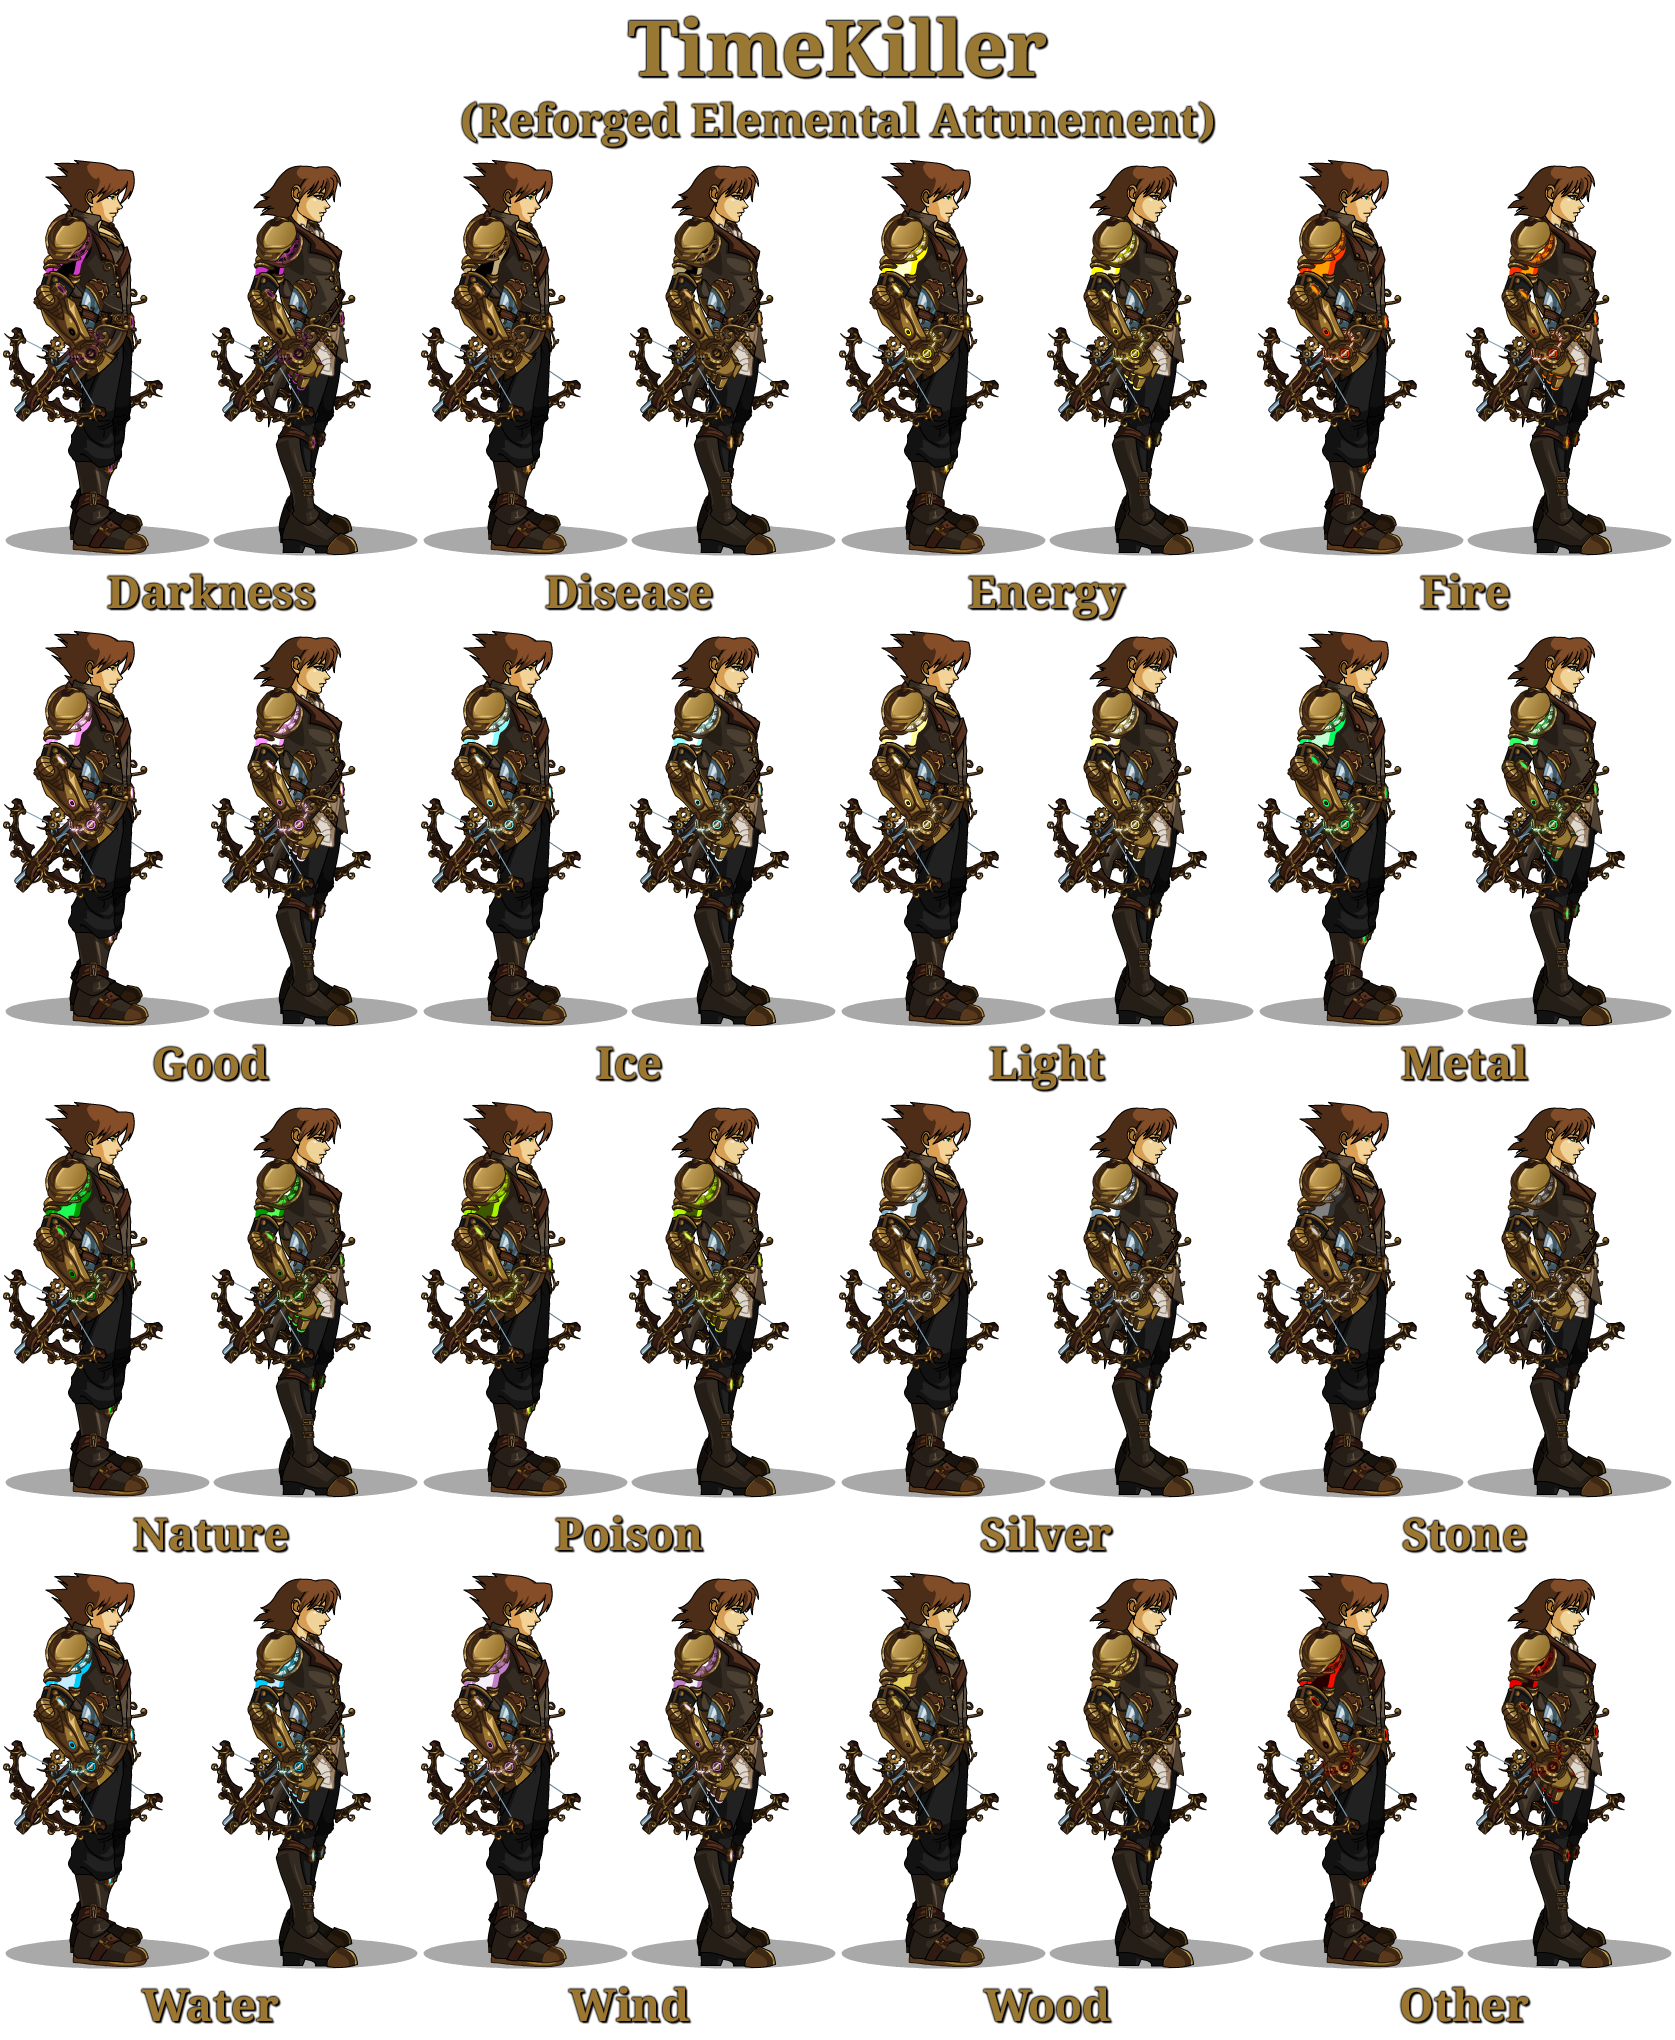 TimeKiller
(Reforged Elemental Attunement)
Darkness Disease Energy Fire
Good Ice Light Metal
Nature Poison Silver Stone
Water Wind Wood Other